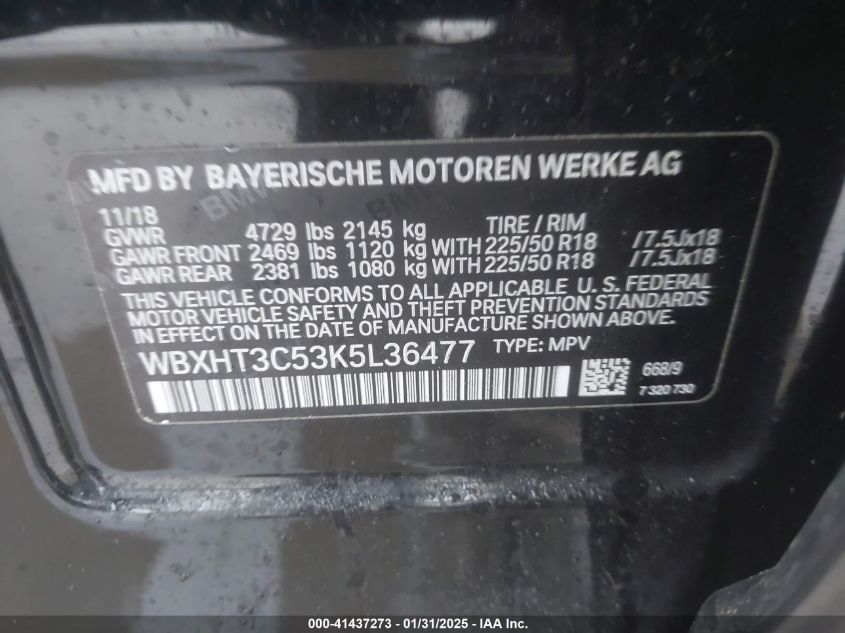 MFD BY BAYERISCHE MOTOREN WERKE AG
11/18
GVWR 4729 lbs 2145 kg TIRE / RIM
GAWR FRONT 2469 lbs 1120 kg WITH 225/50 R18 /7.5Jx18
GAWR REAR 2381 lbs 1080 kg WITH 225/50 R18 /7.5Jx18
THIS VEHICLE CONFORMS TO ALL APPLICABLE U. S. FEDERAL
MOTOR VEHICLE SAFETY AND THEFT PREVENTION STANDARDS
IN EFFECT ON THE DATE OF MANUFACTURE SHOWN ABOVE.
WBXHT3C53K5L36477 TYPE: MPV
668/9
7 320 730
000-41437273 - 01/31/2025 - IAA Inc.